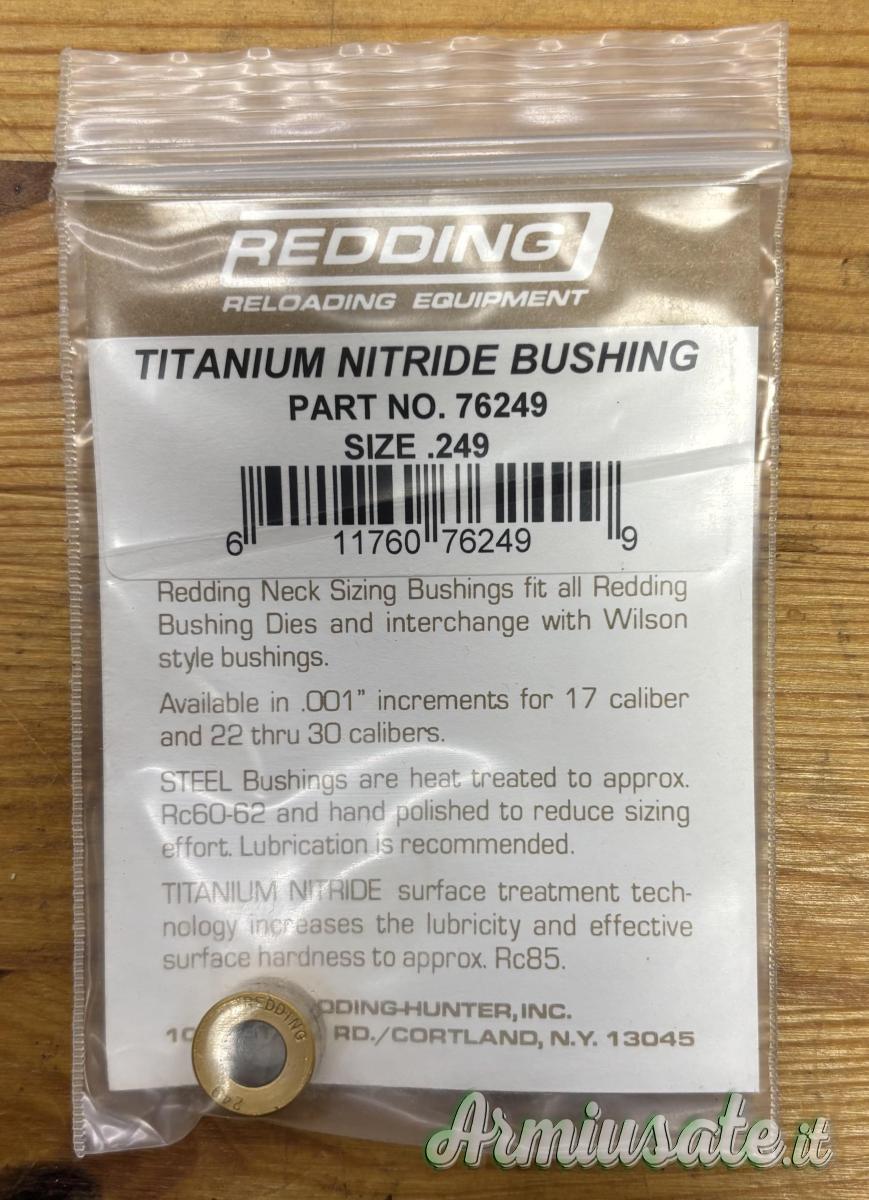 REDDING
RELOADING EQUIPMENT
TITANIUM NITRIDE BUSHING
PART NO. 76249
SIZE .249
6 11760 76249 9
Redding Neck Sizing Bushings fit all Redding
Bushing Dies and interchange with Wilson
style bushings.
Available in .001" increments for 17 caliber
and 22 thru 30 calibers.
STEEL Bushings are heat treated to approx.
Rc60-62 and hand polished to reduce sizing
effort. Lubrication is recommended.
TITANIUM NITRIDE surface treatment tech-
nology increases the lubricity and effective
surface hardness to approx. Rc85.
DDING-HUNTER, INC.
RD./CORTLAND, N.Y. 13045
REDDING
249
Armiusate.it